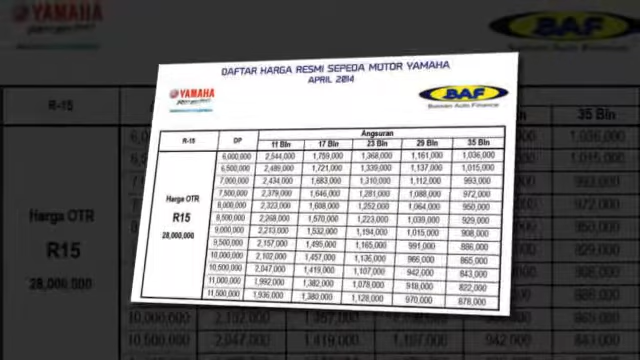 DAFTAR HARGA RESMI SEPEDA MOTOR YAMAHA
APRIL 2014
YAMAHA
BAF
Bussan Auto Finance
R-15 DP Angsuran
11 Bln 17 Bln 23 Bln 29 Bln 35 Bln
Harga OTR
R15
28,000,000
6,000,000 2,544,000 1,759,000 1,368,000 1,161,000 1,036,000
6,500,000 2,489,000 1,721,000 1,339,000 1,137,000 1,015,000
7,000,000 2,434,000 1,683,000 1,310,000 1,112,000 993,000
7,500,000 2,379,000 1,646,000 1,281,000 1,088,000 972,000
8,000,000 2,323,000 1,608,000 1,252,000 1,064,000 950,000
8,500,000 2,268,000 1,570,000 1,223,000 1,039,000 929,000
9,000,000 2,213,000 1,532,000 1,194,000 1,015,000 908,000
9,500,000 2,157,000 1,495,000 1,165,000 991,000 886,000
10,000,000 2,102,000 1,457,000 1,136,000 966,000 865,000
10,500,000 2,047,000 1,419,000 1,107,000 942,000 843,000
11,000,000 1,992,000 1,382,000 1,078,000 918,000 822,000
11,500,000 1,936,000 1,380,000 1,128,000 970,000 878,000